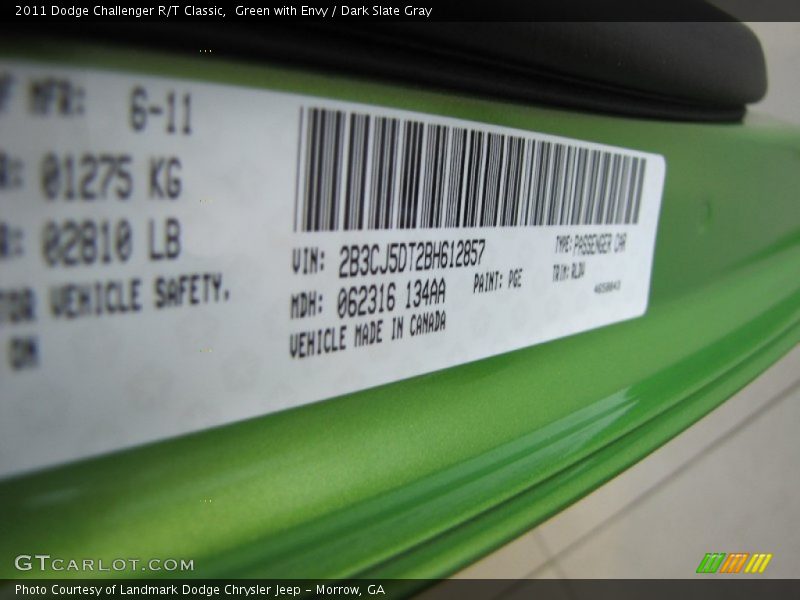 2011 Dodge Challenger R/T Classic,  Green with Envy / Dark Slate Gray
MFR: 6-11
01275 KG
02810 LB
VEHICLE SAFETY.
ON
VIN: 2B3CJ5DT2BH612857
TYPE: PASSENGER CAR
MDH: 062316 134AA
PAINT: PGE
TRIM:
VEHICLE MADE IN CANADA
GTCARLOT.COM
Photo Courtesy of Landmark Dodge Chrysler Jeep - Morrow, GA